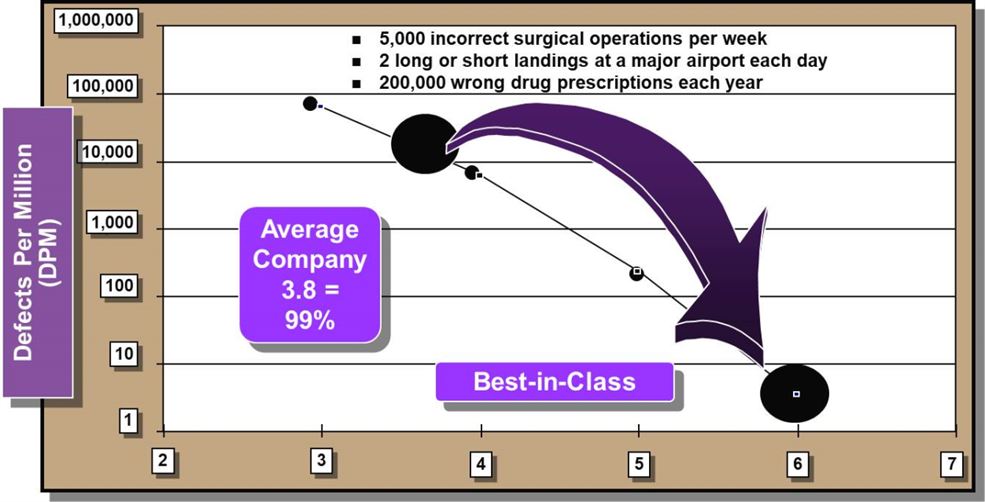 1,000,000
100,000
10,000
1,000
100
10
1
Defects Per Million
(DPM)
▪ 5,000 incorrect surgical operations per week
▪ 2 long or short landings at a major airport each day
▪ 200,000 wrong drug prescriptions each year
Average
Company
3.8 =
99%
Best-in-Class
2 3 4 5 6 7